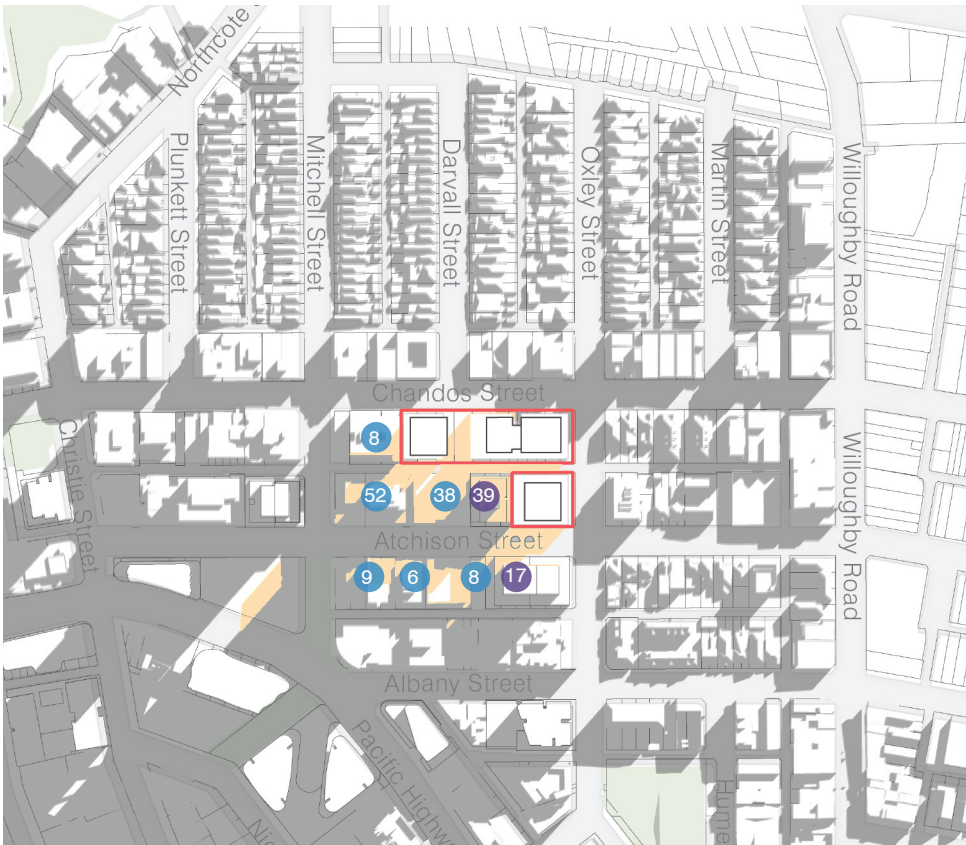 Northcote
Plunkett Street
Mitchell Street
Darvall Street
Oxley Street
Martin Street
Willoughby Road
Chandos Street
8
Christie Street
52
38
39
Willoughby Road
Atchison Street
9
6
8
17
Albany Street
Pacific
Hume